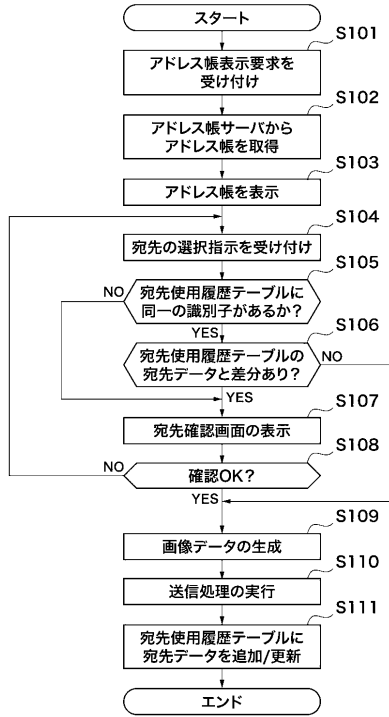 スタート
S101
アドレス帳表示要求を
受け付け
S102
アドレス帳サーバから
アドレス帳を取得
S103
アドレス帳を表示
S104
宛先の選択指示を受け付け
S105
宛先使用履歴テーブルに
同一の識別子があるか?
NO
YES
S106
宛先使用履歴テーブルの
宛先データと差分あり?
NO
YES
S107
宛先確認画面の表示
S108
確認OK?
NO
YES
S109
画像データの生成
S110
送信処理の実行
S111
宛先使用履歴テーブルに
宛先データを追加/更新
エンド